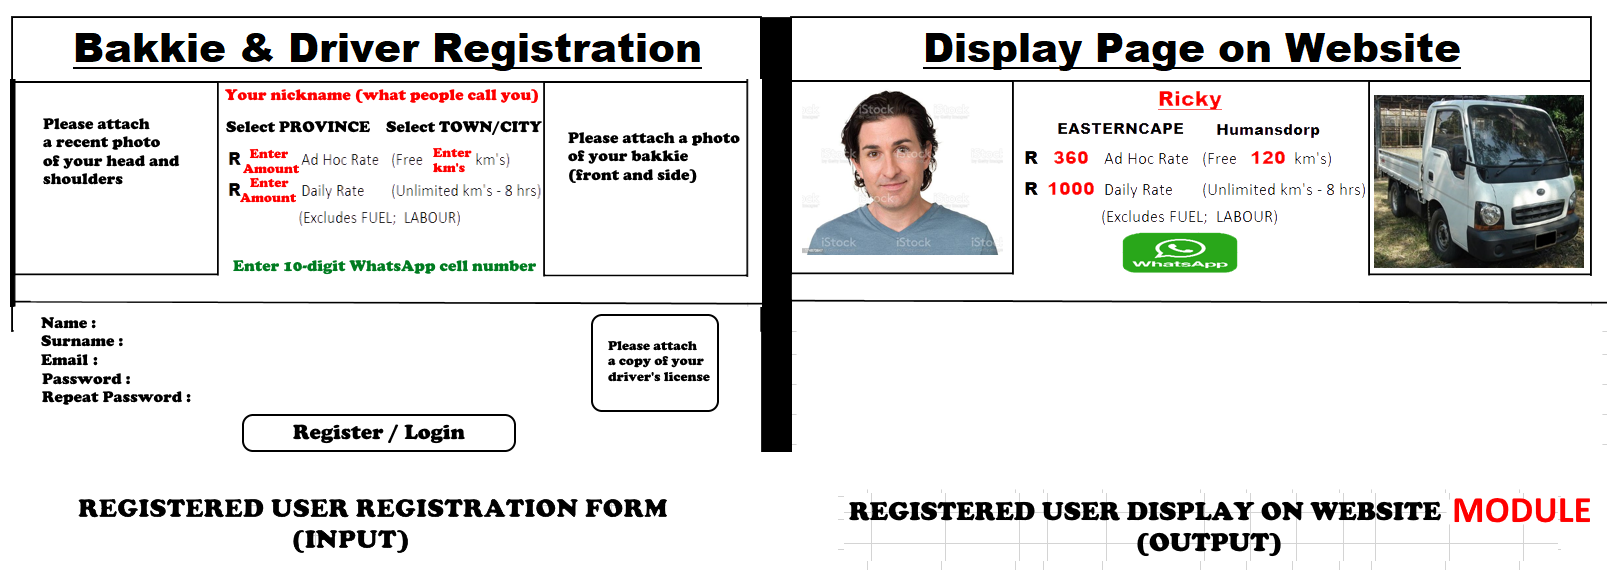 Bakkie & Driver Registration
Please attach
a recent photo
of your head and
shoulders
Your nickname (what people call you)
Select PROVINCE Select TOWN/CITY
R Enter Amount Ad Hoc Rate (Free Enter km's km's)
R Enter Amount Daily Rate (Unlimited km's - 8 hrs)
(Excludes FUEL; LABOUR)
Enter 10-digit WhatsApp cell number
Please attach a photo
of your bakkie
(front and side)
Name :
Surname :
Email :
Password :
Repeat Password :
Please attach
a copy of your
driver's license
Register / Login
REGISTERED USER REGISTRATION FORM
(INPUT)
Display Page on Website
iStock
iStock
iStock
iStock
iStock
iStock
Ricky
EASTERNCAPE Humansdorp
R 360 Ad Hoc Rate (Free 120 km's)
R 1000 Daily Rate (Unlimited km's - 8 hrs)
(Excludes FUEL; LABOUR)
WhatsApp
REGISTERED USER DISPLAY ON WEBSITE MODULE
(OUTPUT)